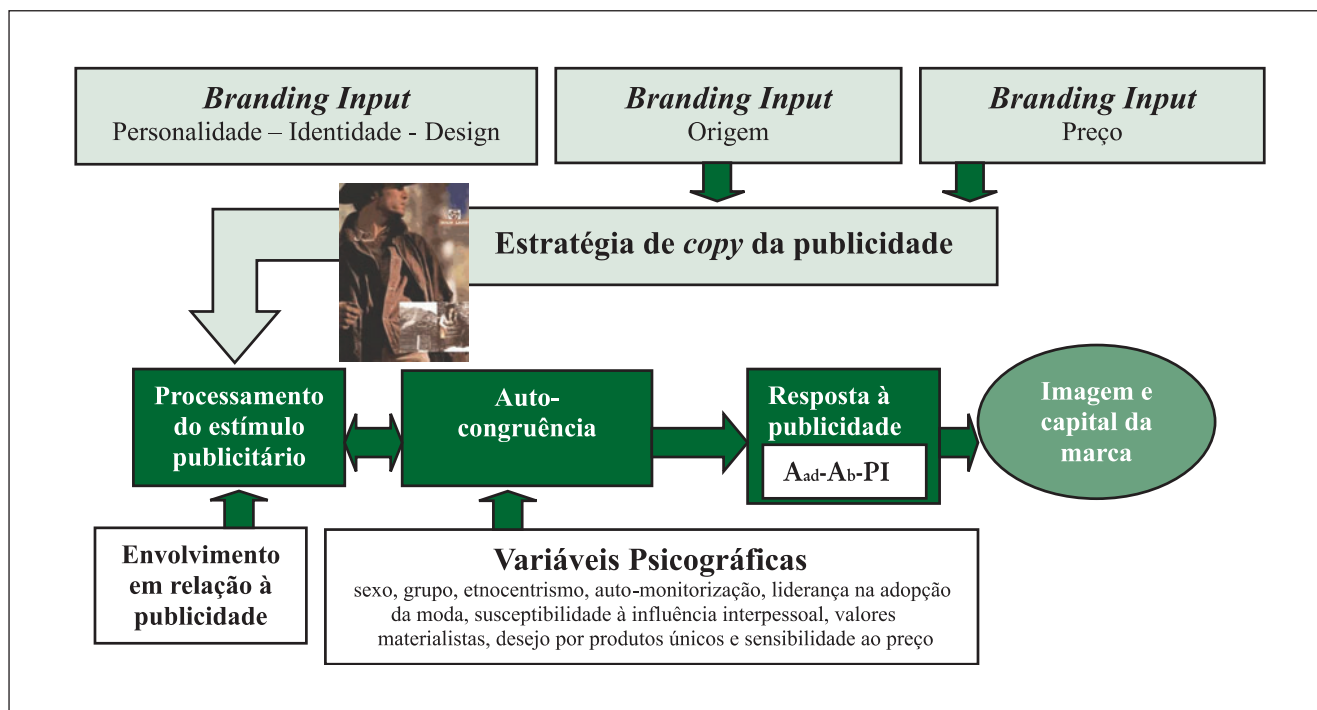 Branding Input
Personalidade – Identidade - Design
Branding Input
Origem
Branding Input
Preço
Estratégia de copy da publicidade
Processamento
do estímulo
publicitário
Auto-
congruência
Resposta à
publicidade
Aad-Ab-PI
Imagem e
capital da
marca
Envolvimento
em relação à
publicidade
Variáveis Psicográficas
sexo, grupo, etnocentrismo, auto-monitorização, liderança na adopção
da moda, susceptibilidade à influência interpessoal, valores
materialistas, desejo por produtos únicos e sensibilidade ao preço